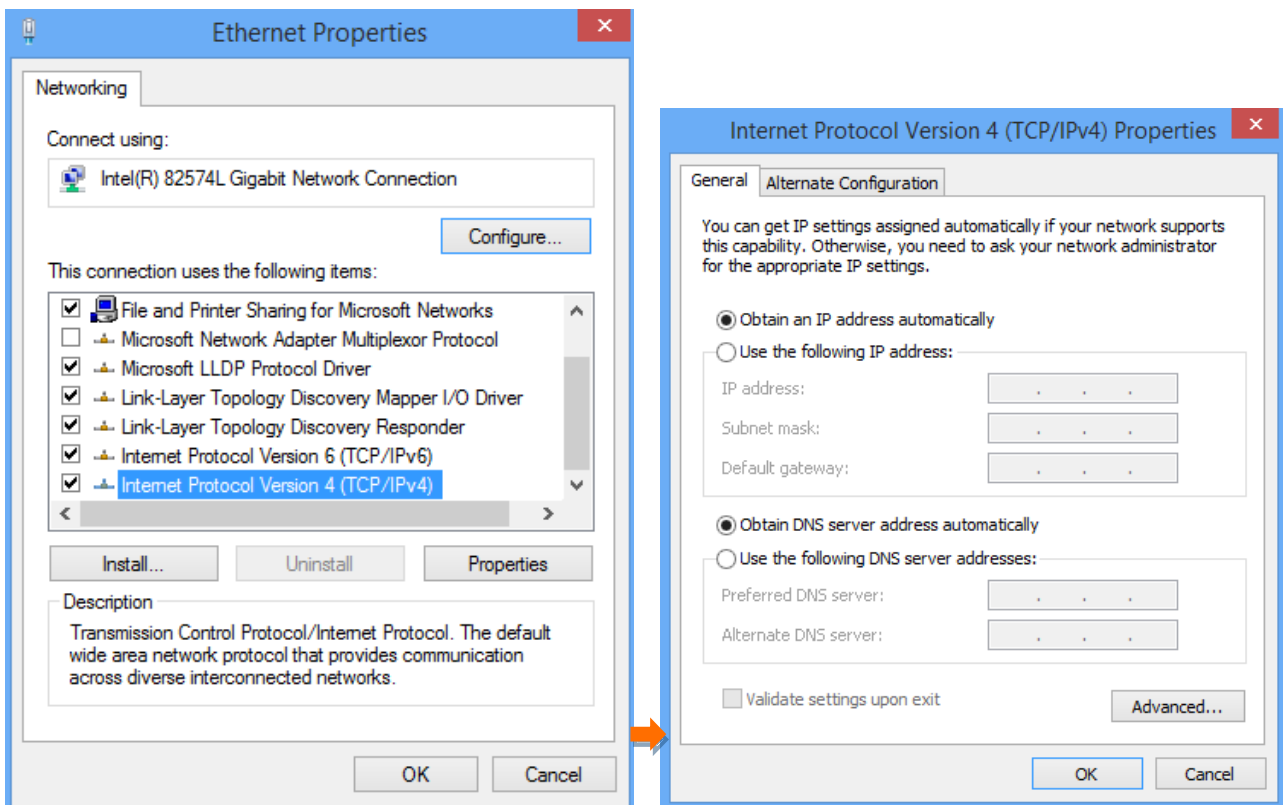 Ethernet Properties
Networking
Connect using:
Intel(R) 82574L Gigabit Network Connection
Configure...
This connection uses the following items:
File and Printer Sharing for Microsoft Networks
Microsoft Network Adapter Multiplexor Protocol
Microsoft LLDP Protocol Driver
Link-Layer Topology Discovery Mapper I/O Driver
Link-Layer Topology Discovery Responder
Internet Protocol Version 6 (TCP/IPv6)
Internet Protocol Version 4 (TCP/IPv4)
Install...
Uninstall
Properties
Description
Transmission Control Protocol/Internet Protocol. The default
wide area network protocol that provides communication
across diverse interconnected networks.
OK
Cancel
Internet Protocol Version 4 (TCP/IPv4) Properties
General
Alternate Configuration
You can get IP settings assigned automatically if your network supports
this capability. Otherwise, you need to ask your network administrator
for the appropriate IP settings.
Obtain an IP address automatically
Use the following IP address:
IP address:
Subnet mask:
Default gateway:
Obtain DNS server address automatically
Use the following DNS server addresses:
Preferred DNS server:
Alternate DNS server:
Validate settings upon exit
Advanced...
OK
Cancel